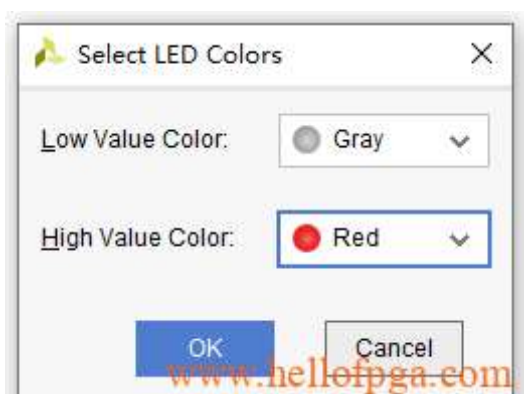 Select LED Colors
Low Value Color: Gray
High Value Color: Red
OK Cancel
www.hellofpga.com